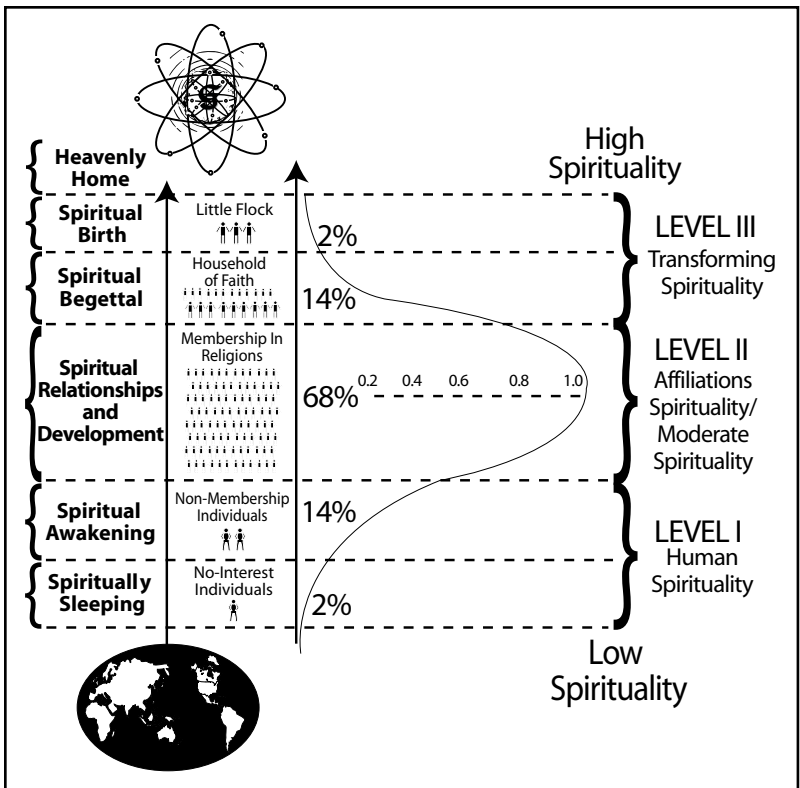 High
Spirituality
Heavenly
Home
Spiritual
Birth
Little Flock
2%
LEVEL III
Transforming
Spirituality
Spiritual
Begettal
Household
of Faith
14%
Spiritual
Relationships
and
Development
Membership In
Religions
68%
0.2 0.4 0.6 0.8 1.0
LEVEL II
Affiliations
Spirituality/
Moderate
Spirituality
Spiritual
Awakening
Non-Membership
Individuals
14%
LEVEL I
Human
Spirituality
Spiritually
Sleeping
No-Interest
Individuals
2%
Low
Spirituality